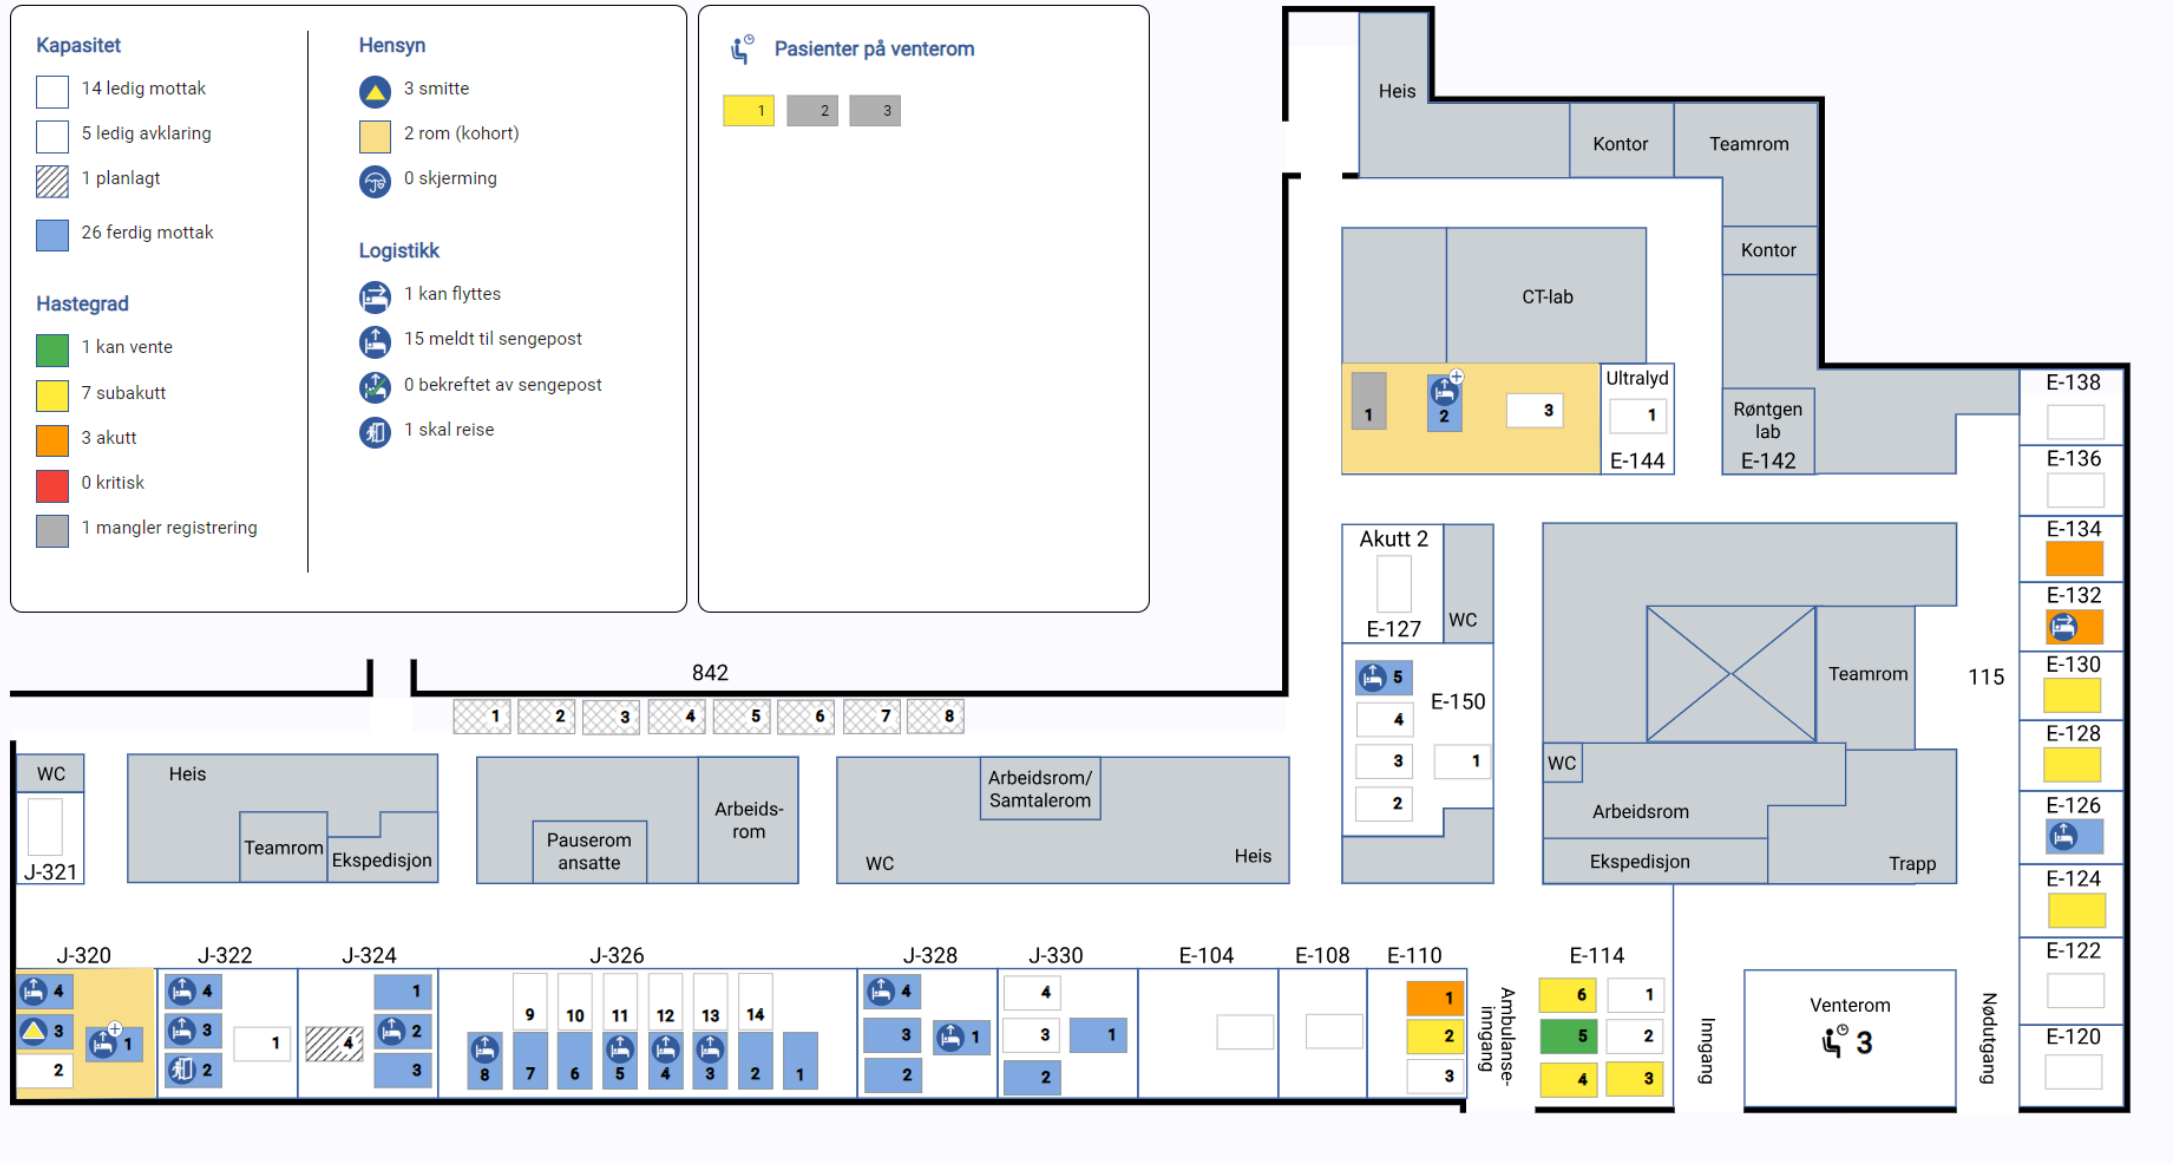 Kapasitet
14 ledig mottak
5 ledig avklaring
1 planlagt
26 ferdig mottak
Hastegrad
1 kan vente
7 subakutt
3 akutt
0 kritisk
1 mangler registrering
Hensyn
3 smitte
2 rom (kohort)
0 skjerming
Logistikk
1 kan flyttes
15 meldt til sengepost
0 bekreftet av sengepost
1 skal reise
Pasienter på venterom
1 2 3
Heis
Kontor
Teamrom
Kontor
CT-lab
1 2 3
Ultralyd
1
E-144
Røntgen
lab
E-142
E-138
E-136
E-134
E-132
E-130
E-128
E-126
E-124
E-122
E-120
115
Akutt 2
E-127
WC
5
4
3
2
1
E-150
Teamrom
WC
Arbeidsrom
Ekspedisjon
Trapp
842
1 2 3 4 5 6 7 8
WC
J-321
Heis
Teamrom
Ekspedisjon
Pauserom
ansatte
Arbeids-
rom
Arbeidsrom/
Samtalerom
WC
Heis
J-320
4
3
2
1
J-322
4
3
2
1
J-324
4
1
2
3
J-326
9 10 11 12 13 14
8 7 6 5 4 3 2 1
J-328
4
3
2
1
J-330
4
3
2
1
E-104
E-108
E-110
1
2
3
Ambulanse-
inngang
E-114
6 1
5 2
4 3
Inngang
Venterom
3
Nødutgang